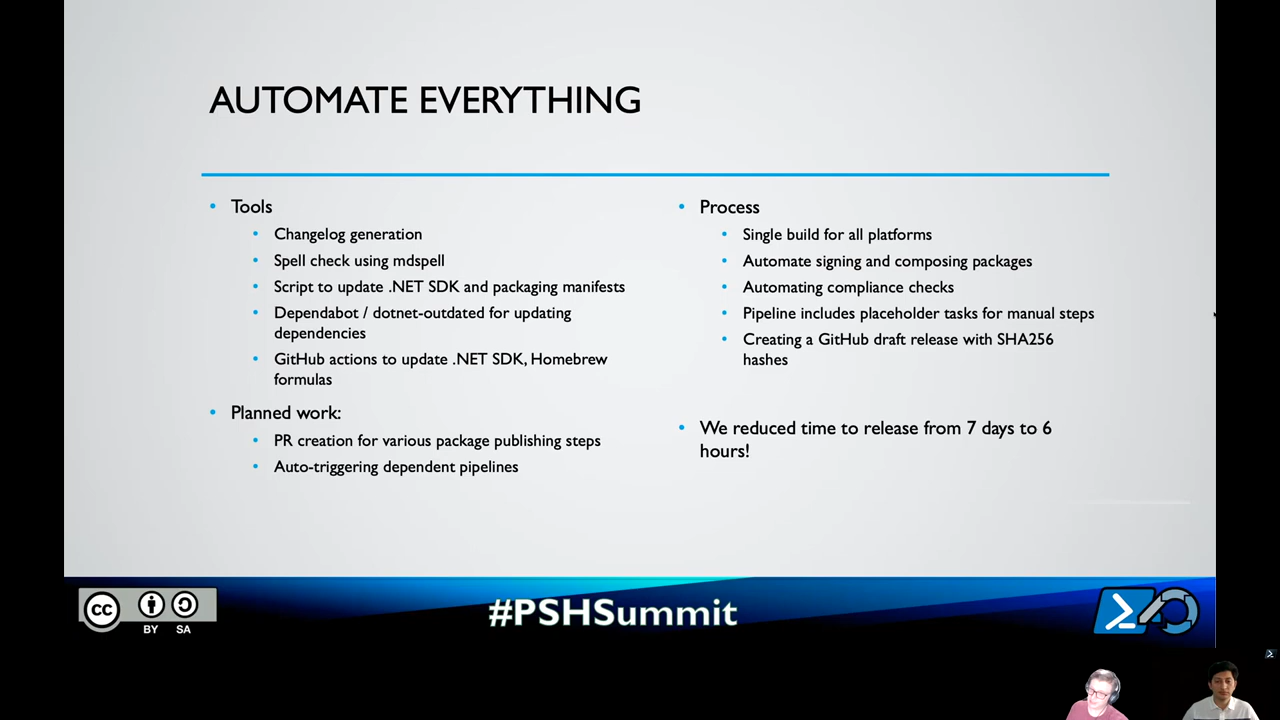 AUTOMATE EVERYTHING
• Tools
• Changelog generation
• Spell check using mdspell
• Script to update .NET SDK and packaging manifests
• Dependabot / dotnet-outdated for updating
dependencies
• GitHub actions to update .NET SDK, Homebrew
formulas
• Planned work:
• PR creation for various package publishing steps
• Auto-triggering dependent pipelines
• Process
• Single build for all platforms
• Automate signing and composing packages
• Automating compliance checks
• Pipeline includes placeholder tasks for manual steps
• Creating a GitHub draft release with SHA256
hashes
• We reduced time to release from 7 days to 6
hours!
cc
BY SA
#PSHSummit